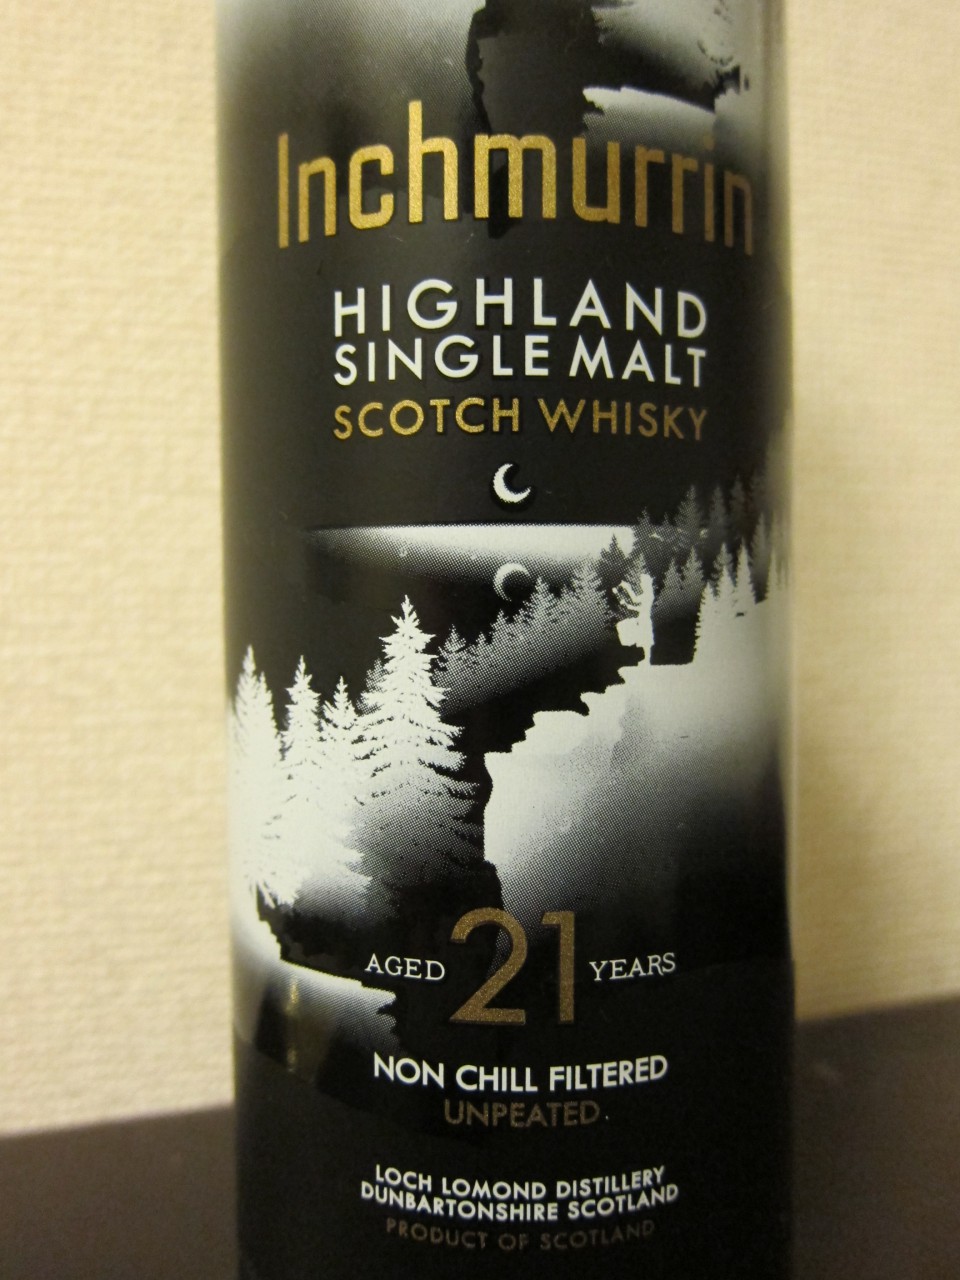 Inchmurrin
HIGHLAND
SINGLE MALT
SCOTCH WHISKY
AGED 21 YEARS
NON CHILL FILTERED
UNPEATED
LOCH LOMOND DISTILLERY
DUNBARTONSHIRE SCOTLAND
PRODUCT OF SCOTLAND